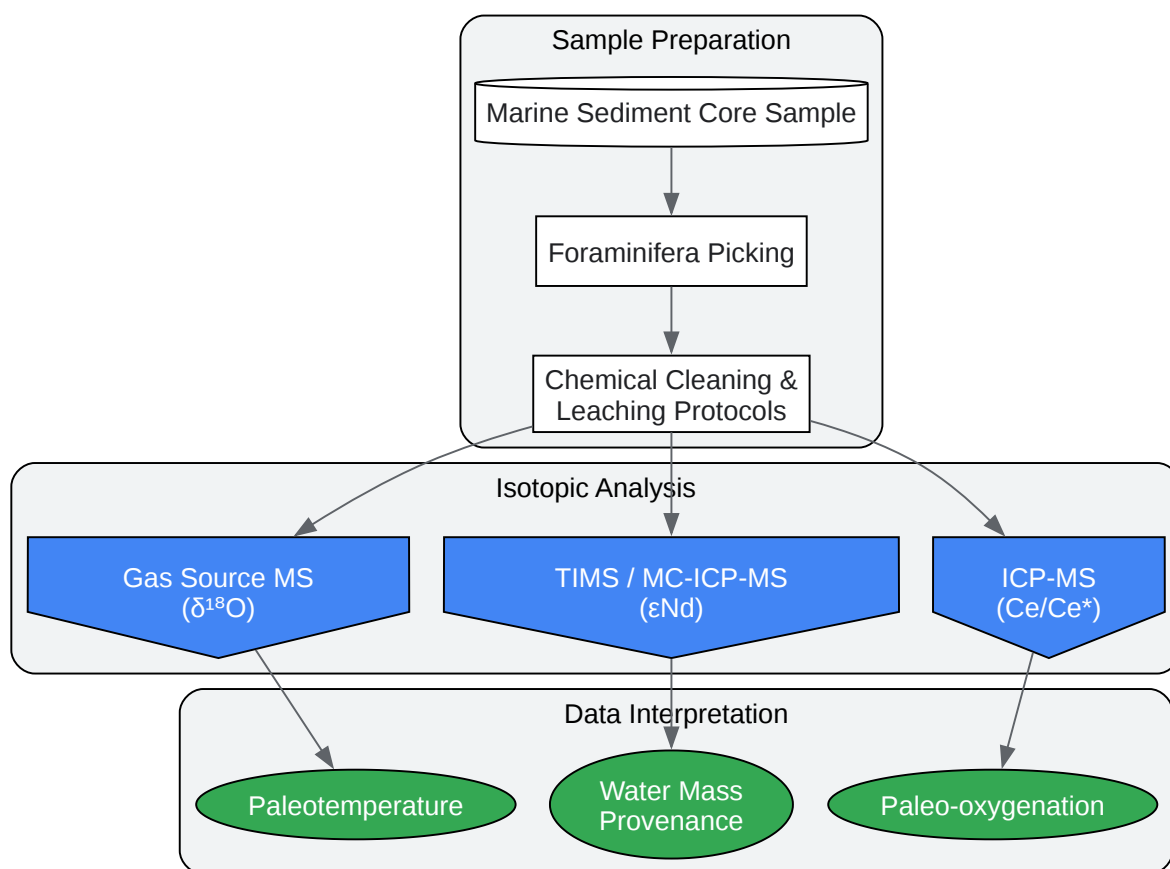 Sample Preparation
Marine Sediment Core Sample
Foraminifera Picking
Chemical Cleaning &
Leaching Protocols
Isotopic Analysis
Gas Source MS
(δ¹⁸O)
TIMS / MC-ICP-MS
(εNd)
ICP-MS
(Ce/Ce*)
Data Interpretation
Paleotemperature
Water Mass
Provenance
Paleo-oxygenation